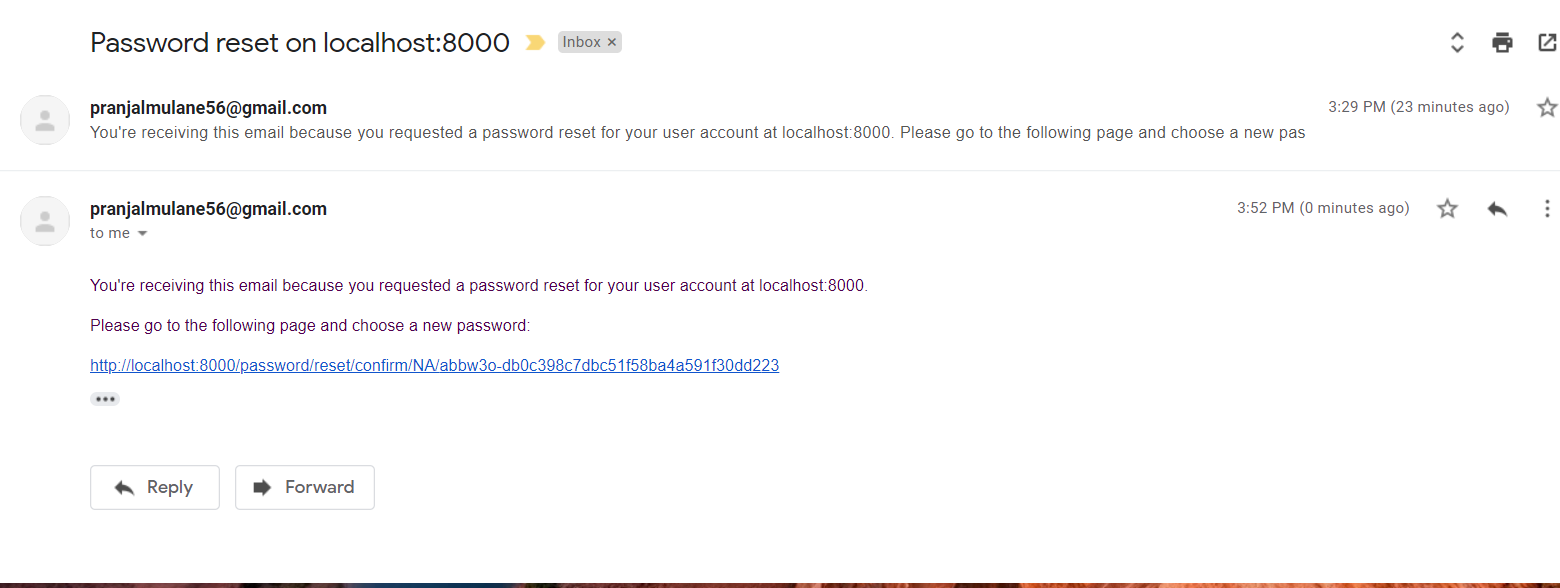 Password reset on localhost:8000 Inbox ×
pranjalmulane56@gmail.com 3:29 PM (23 minutes ago)
You're receiving this email because you requested a password reset for your user account at localhost:8000. Please go to the following page and choose a new pas
pranjalmulane56@gmail.com 3:52 PM (0 minutes ago)
to me
You're receiving this email because you requested a password reset for your user account at localhost:8000.
Please go to the following page and choose a new password:
http://localhost:8000/password/reset/confirm/NA/abbw3o-db0c398c7dbc51f58ba4a591f30dd223
Reply Forward